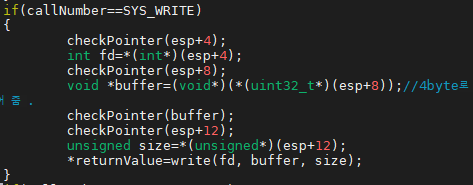 if(callNumber==SYS_WRITE)
{
checkPointer(esp+4);
int fd=*(int*)(esp+4);
checkPointer(esp+8);
void *buffer=(void*)(*(uint32_t*)(esp+8));//4byte로
줌 .
checkPointer(buffer);
checkPointer(esp+12);
unsigned size=*(unsigned*)(esp+12);
*returnValue=write(fd, buffer, size);
}